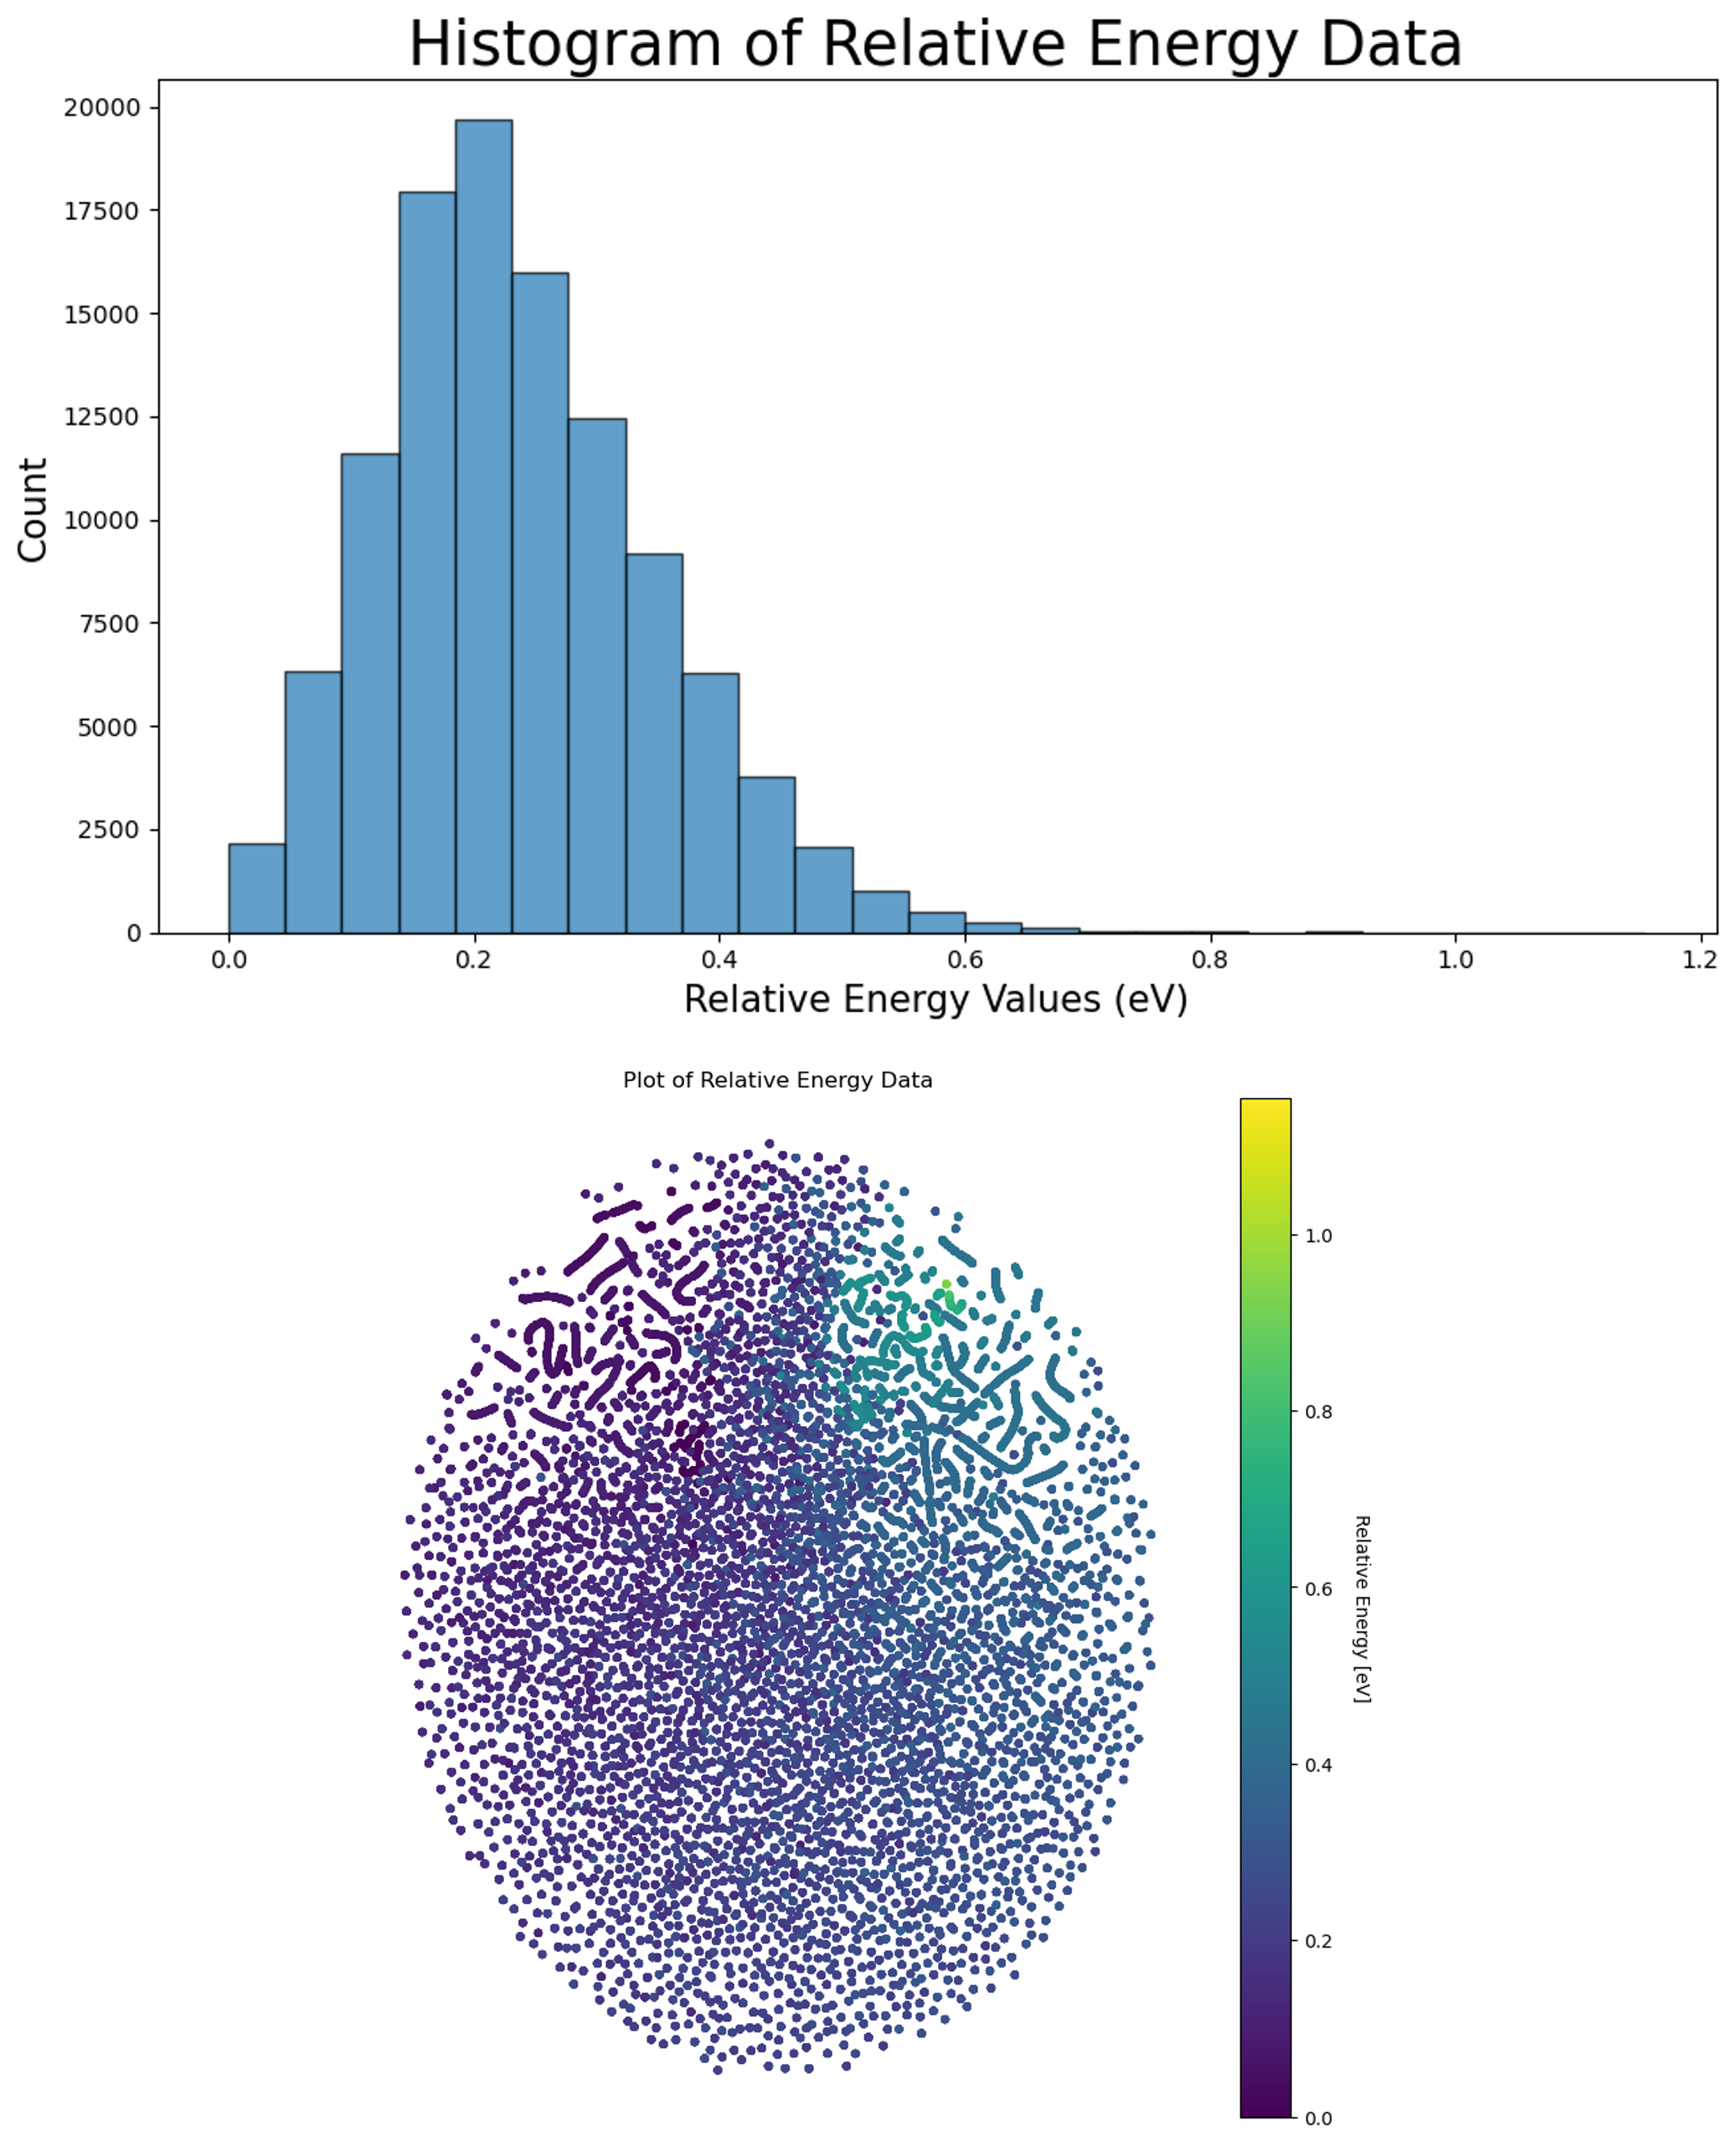 Histogram of Relative Energy Data
20000
17500
15000
12500
10000
7500
5000
2500
0
Count
0.0 0.2 0.4 0.6 0.8 1.0 1.2
Relative Energy Values (eV)
Plot of Relative Energy Data
1.0
0.8
0.6
0.4
0.2
0.0
Relative Energy [eV]